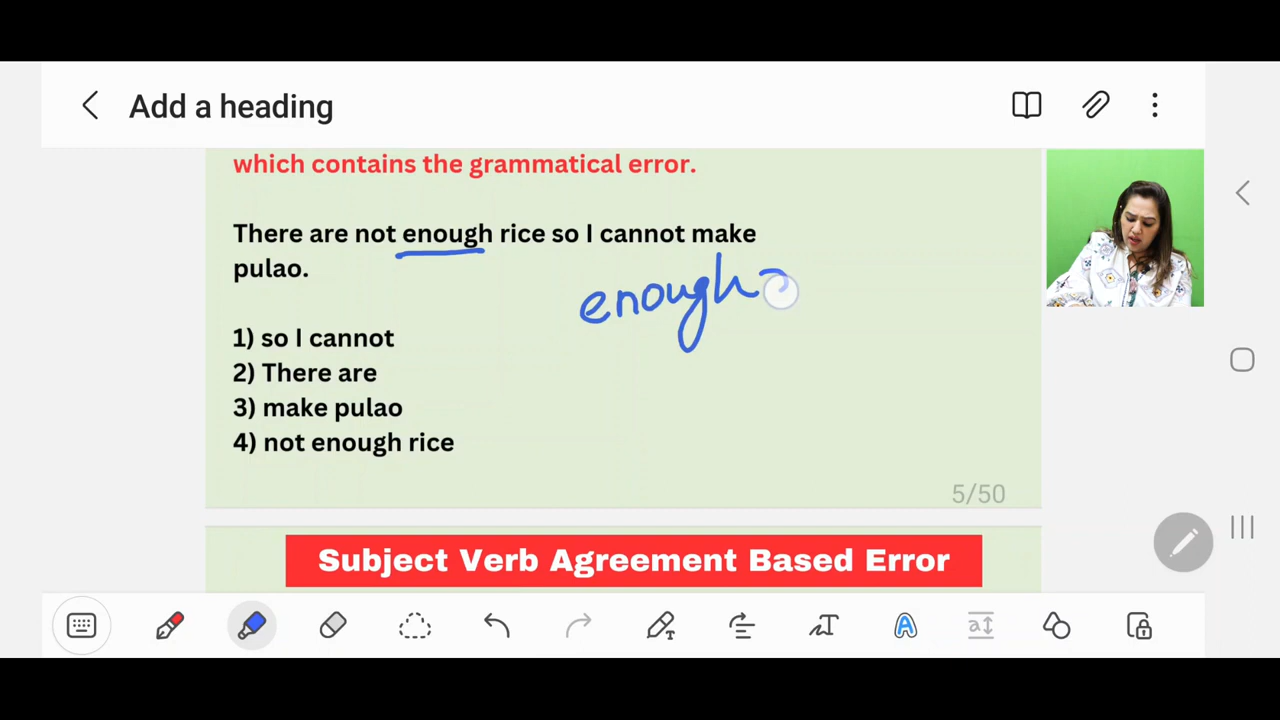 Add a heading
which contains the grammatical error.
There are not enough rice so I cannot make
pulao.
enough
1) so I cannot
2) There are
3) make pulao
4) not enough rice
5/50
Subject Verb Agreement Based Error